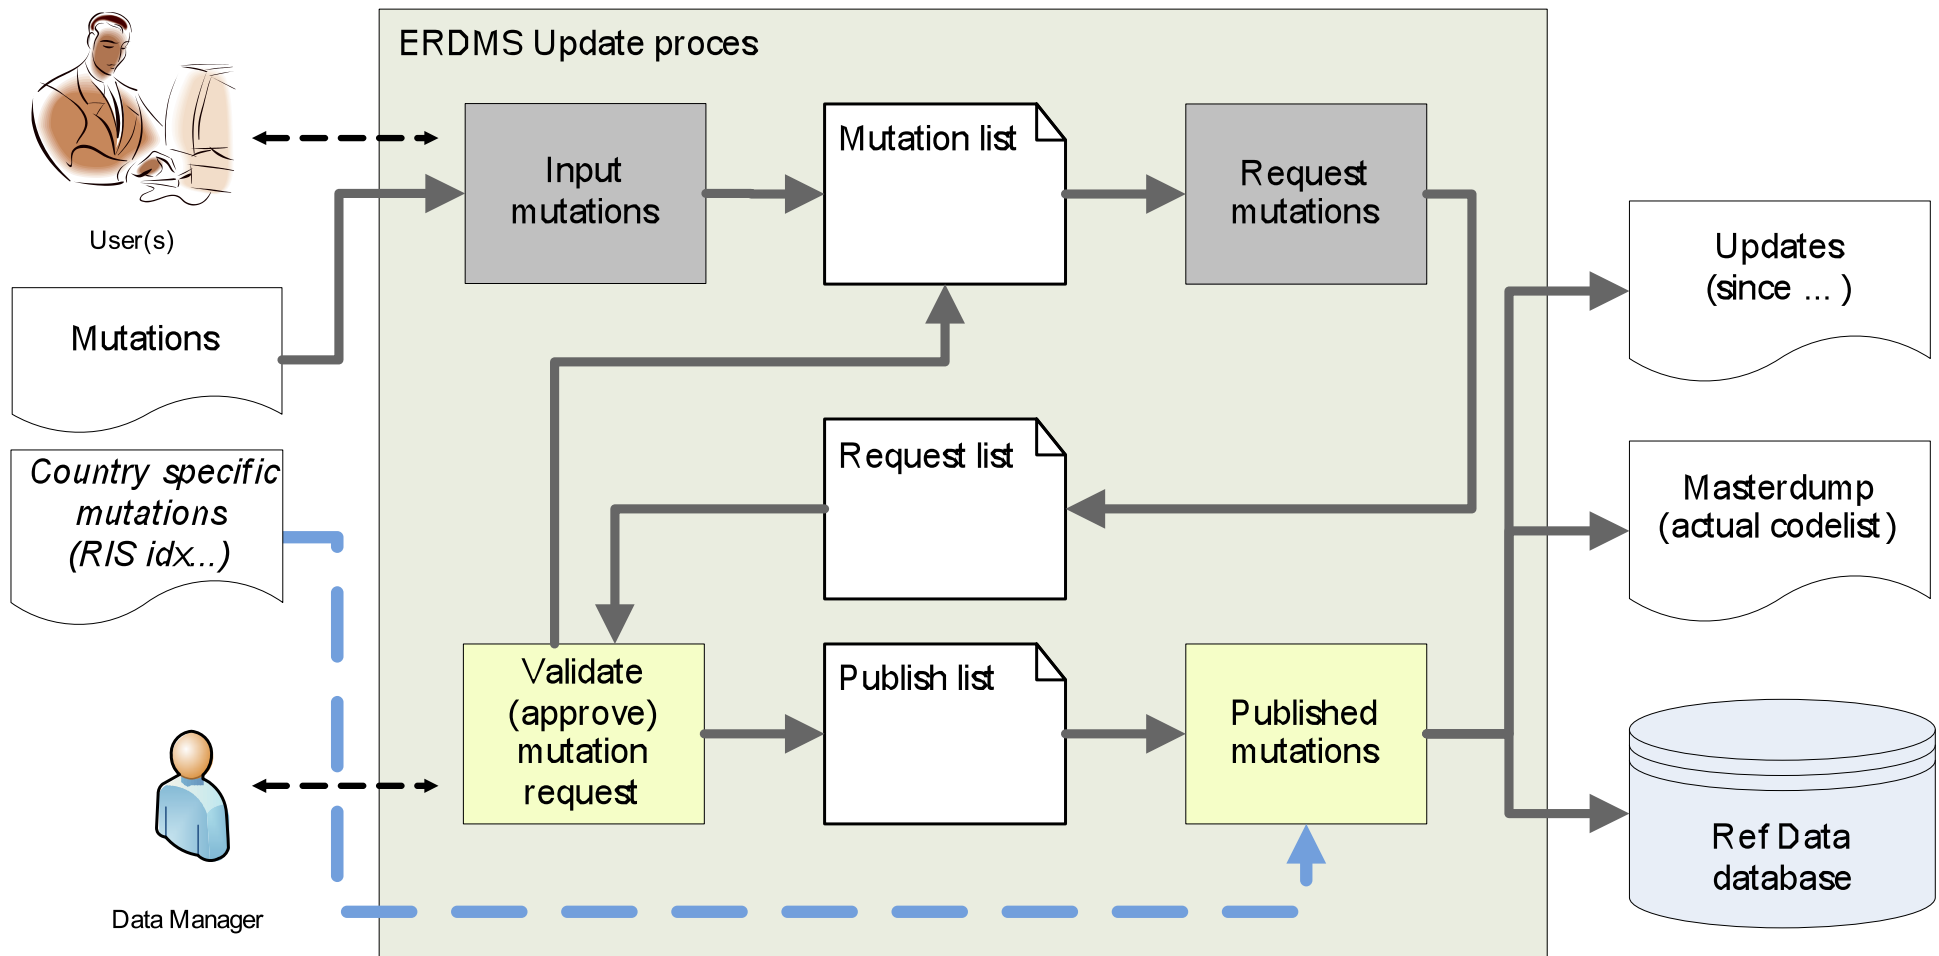 ERDMS Update proces
Input
mutations
Mutation list
Request
mutations
User(s)
Mutations
Updates
(since ... )
Country specific
mutations
(RIS idx...)
Request list
Masterdump
(actual codelist)
Validate
(approve)
mutation
request
Publish list
Published
mutations
Ref Data
database
Data Manager